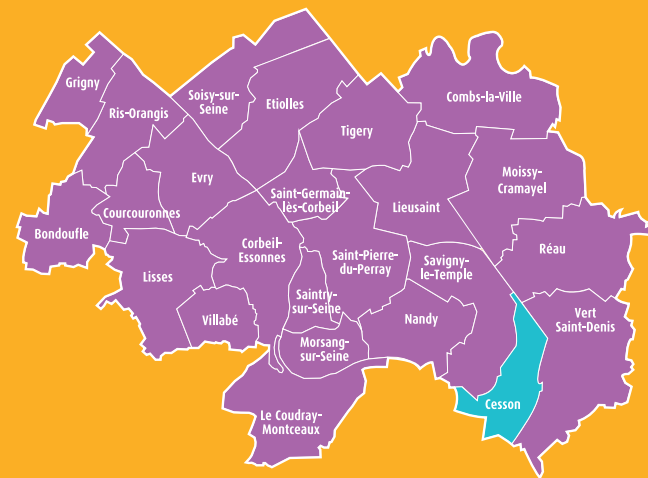 Grigny
Ris-Orangis
Soisy-sur-
Seine
Etiolles
Tigery
Combs-la-Ville
Evry
Saint-Germain-
lès-Corbeil
Lieusaint
Moissy-
Cramayel
Courcouronnes
Bondoufle
Lisses
Corbeil-
Essonnes
Saint-Pierre-
du-Perray
Savigny-
le-Temple
Réau
Villabé
Saintry-
sur-Seine
Nandy
Vert
Saint-Denis
Morsang-
sur-Seine
Le Coudray-
Montceaux
Cesson